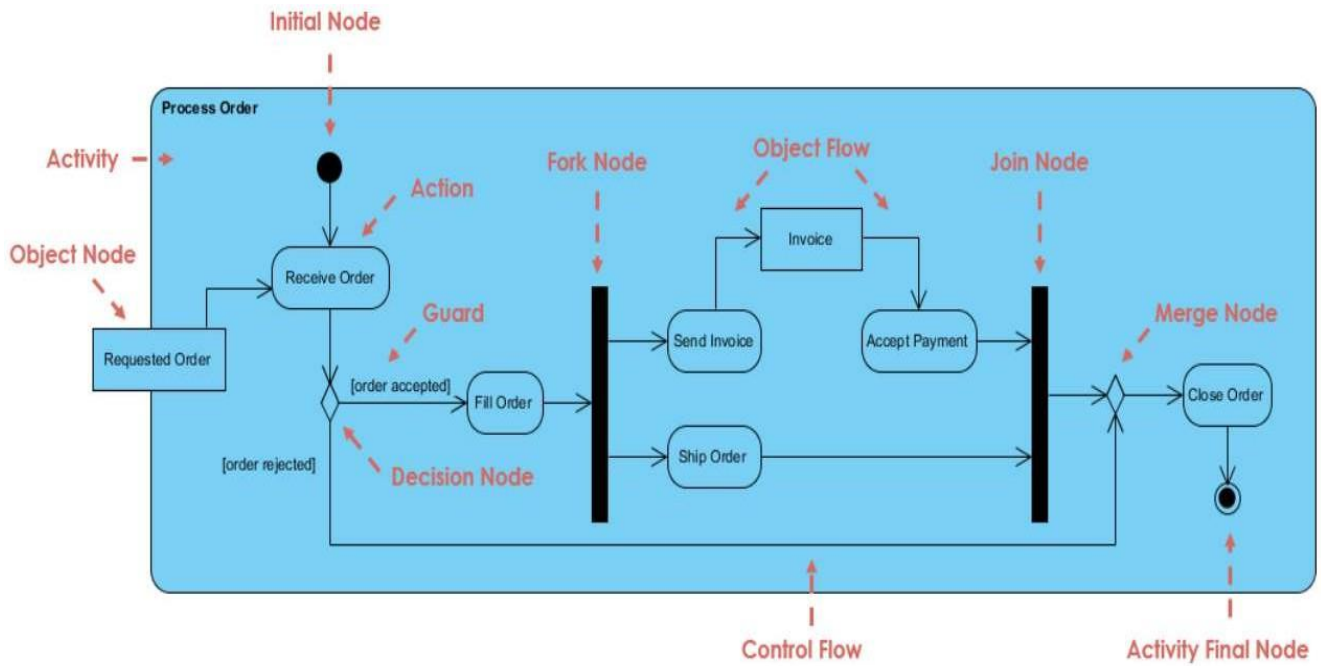 Initial Node
Process Order
Activity
Fork Node
Object Flow
Join Node
Action
Object Node
Invoice
Receive Order
Guard
Merge Node
Requested Order
Send Invoice
Accept Payment
[order accepted]
Fill Order
Close Order
[order rejected]
Ship Order
Decision Node
Control Flow
Activity Final Node